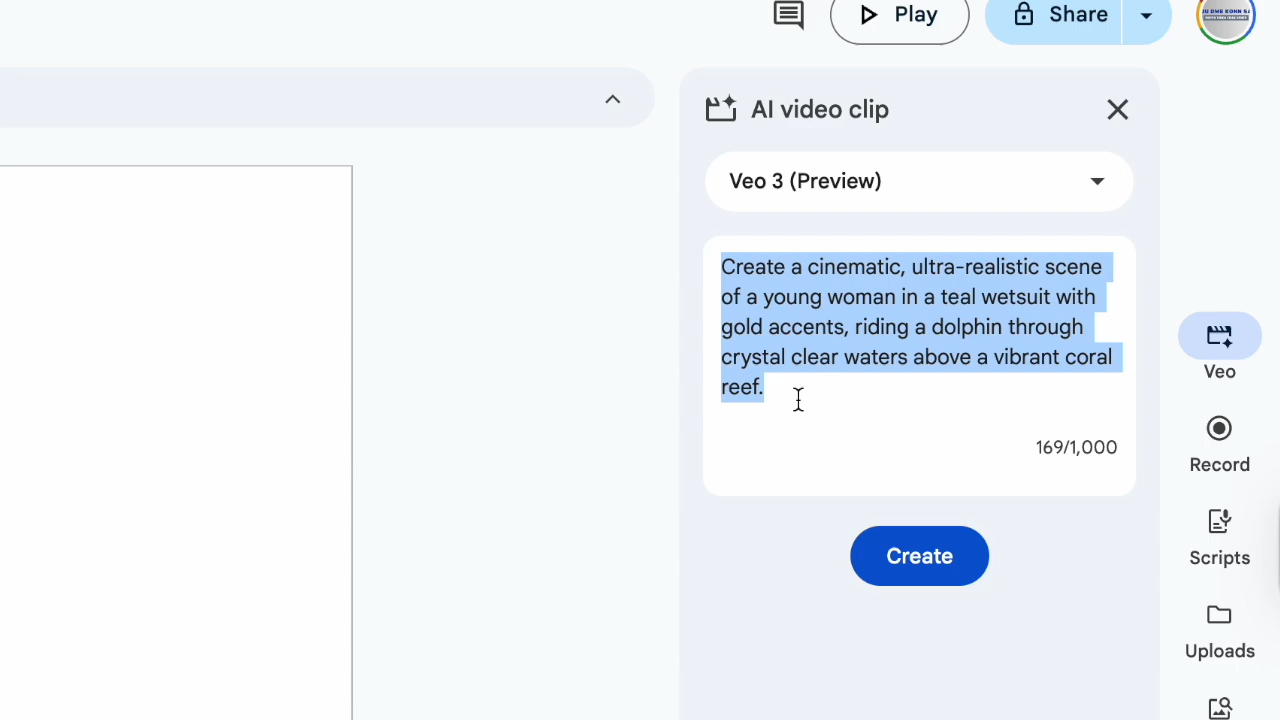 Play
Share
AI video clip
Veo 3 (Preview)
Create a cinematic, ultra-realistic scene
of a young woman in a teal wetsuit with
gold accents, riding a dolphin through
crystal clear waters above a vibrant coral
reef.
169/1,000
Create
Veo
Record
Scripts
Uploads